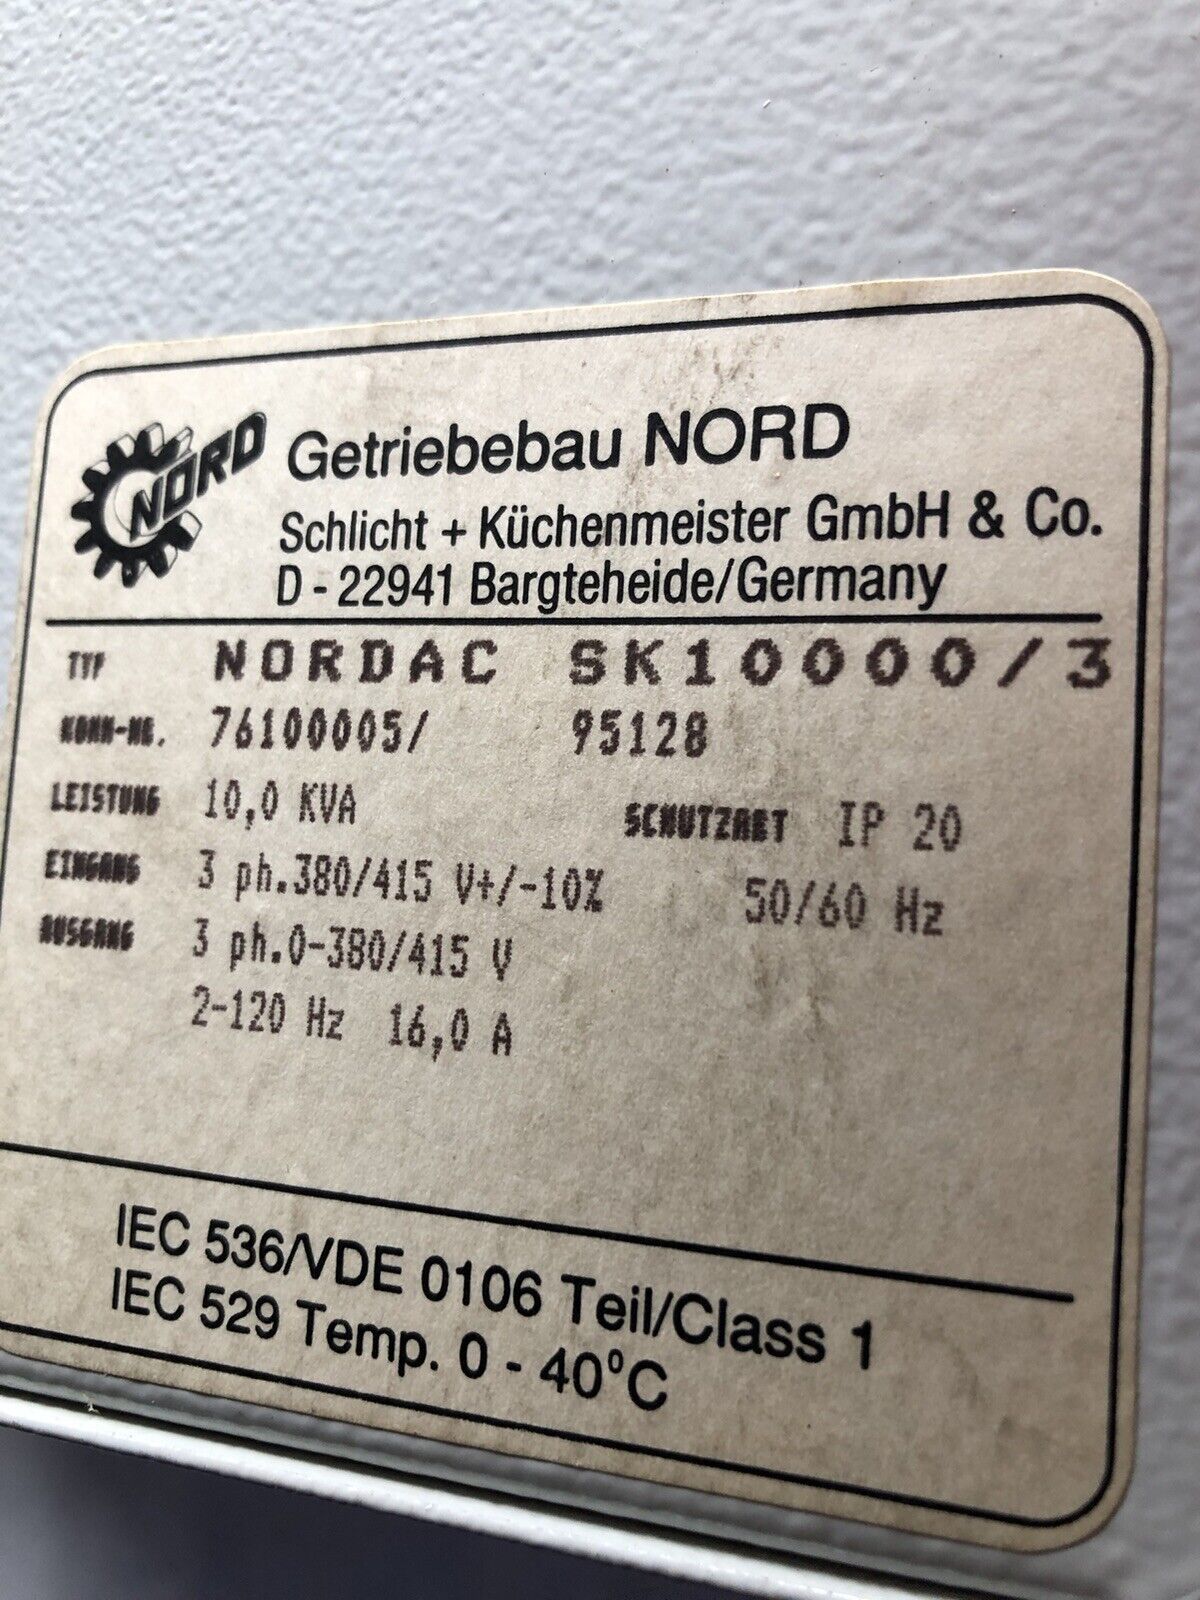 NORD
Getriebebau NORD
Schlicht + Küchenmeister GmbH & Co.
D - 22941 Bargteheide/Germany
TYP NORDAC SK10000/3
KOMM-NR. 76100005/ 95128
LEISTUNG 10,0 KVA SCHUTZART IP 20
EINGANG 3 ph.380/415 V+/-10% 50/60 Hz
AUSGANG 3 ph.0-380/415 V
2-120 Hz 16,0 A
IEC 536/VDE 0106 Teil/Class 1
IEC 529 Temp. 0 - 40°C